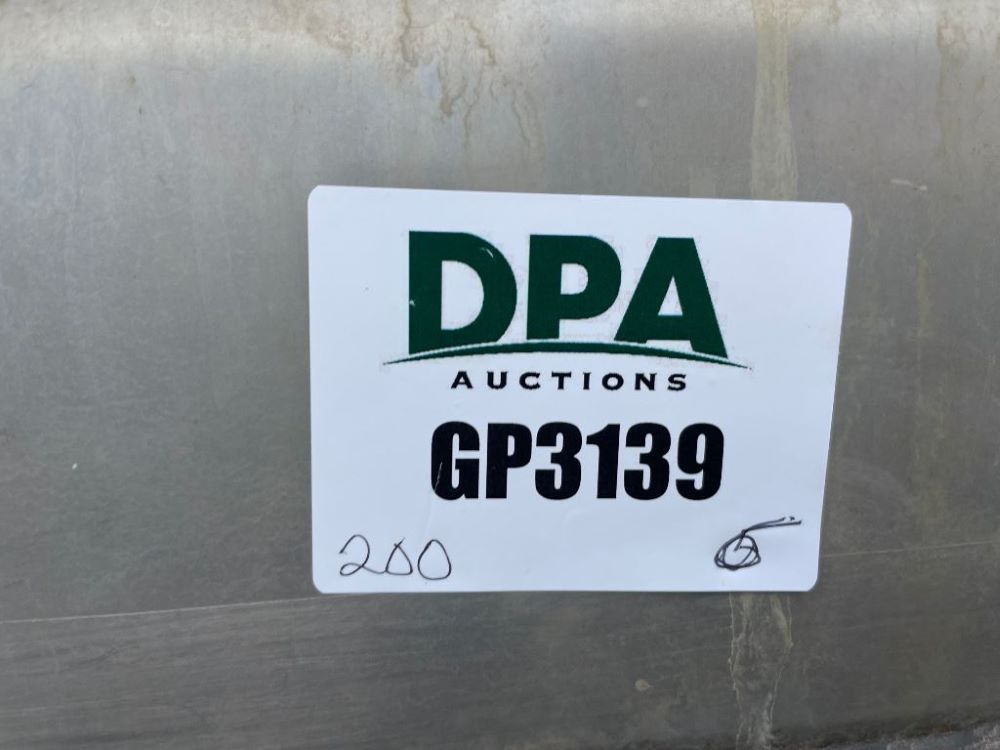 DPA
AUCTIONS
GP3139
200